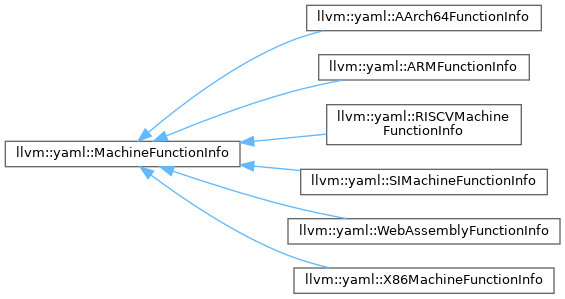 llvm::yaml::AArch64FunctionInfo
llvm::yaml::ARMFunctionInfo
llvm::yaml::RISCVMachine
FunctionInfo
llvm::yaml::MachineFunctionInfo
llvm::yaml::SIMachineFunctionInfo
llvm::yaml::WebAssemblyFunctionInfo
llvm::yaml::X86MachineFunctionInfo